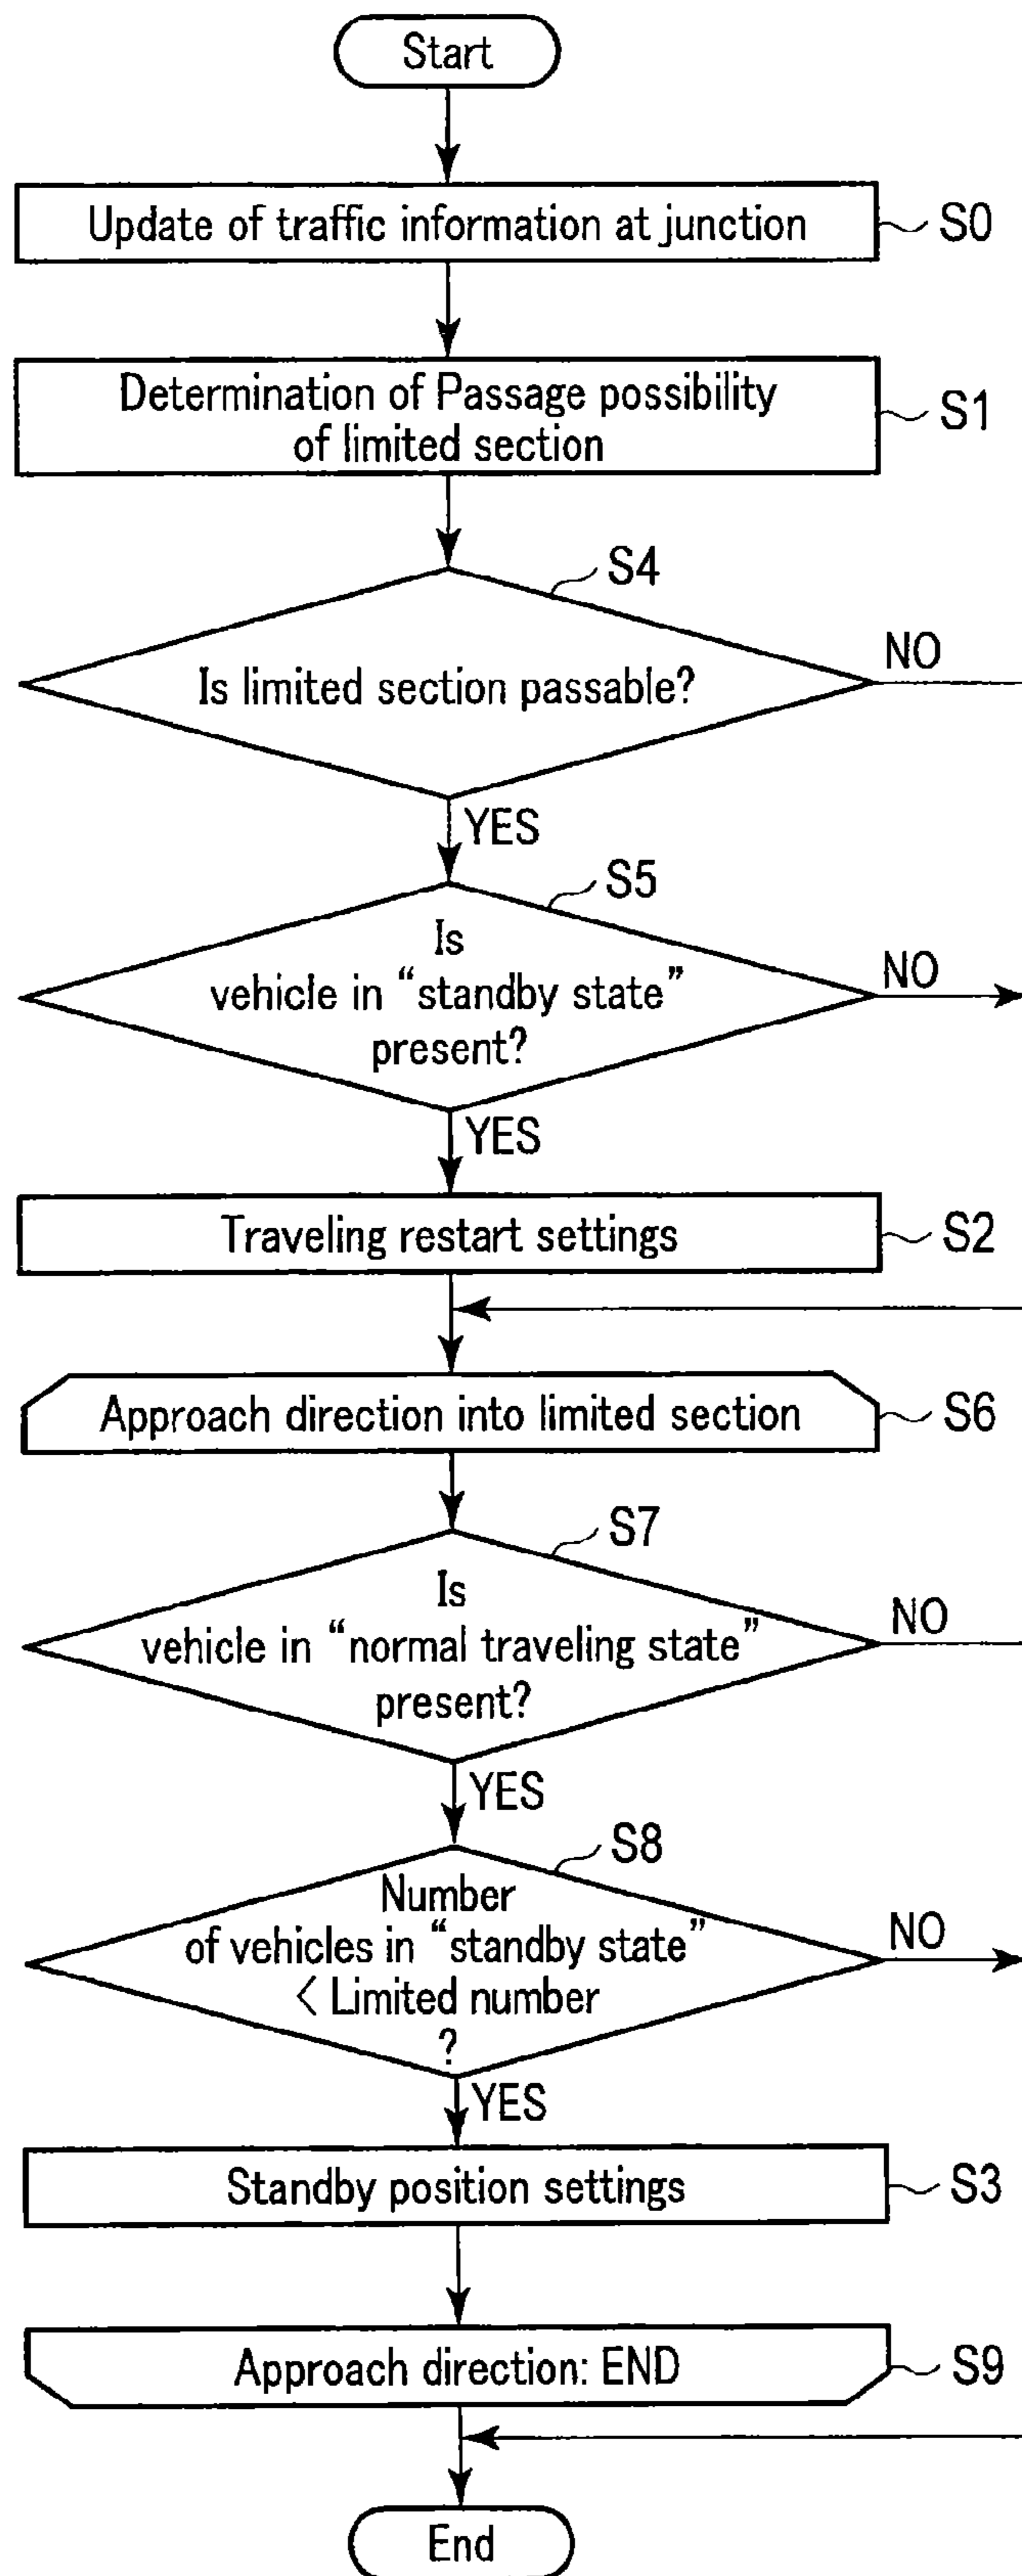 Start
Update of traffic information at junction
S0
Determination of Passage possibility
of limited section
S1
S4
Is limited section passable?
NO
YES
S5
Is
vehicle in “standby state”
present?
NO
YES
Traveling restart settings
S2
Approach direction into limited section
S6
S7
Is
vehicle in “normal traveling state”
present?
NO
YES
S8
Number
of vehicles in “standby state”
< Limited number
?
NO
YES
Standby position settings
S3
Approach direction: END
S9
End